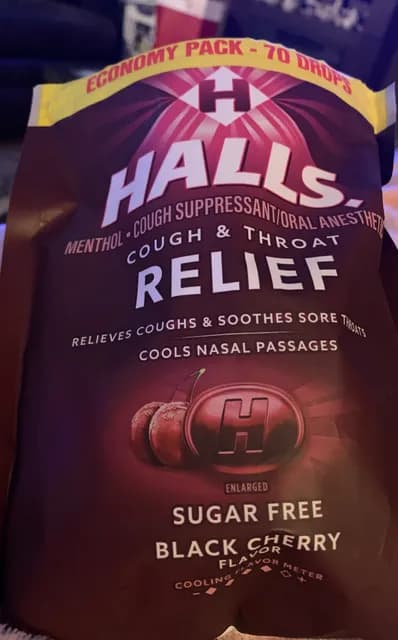 ECONOMY PACK - 70 DROPS
H
HALLS.
MENTHOL • COUGH SUPPRESSANT/ORAL ANESTHET
COUGH & THROAT
RELIEF
RELIEVES COUGHS & SOOTHES SORE THROATS
COOLS NASAL PASSAGES
H
ENLARGED
SUGAR FREE
BLACK CHERRY
FLAVOR
COOLING FLAVOR METER